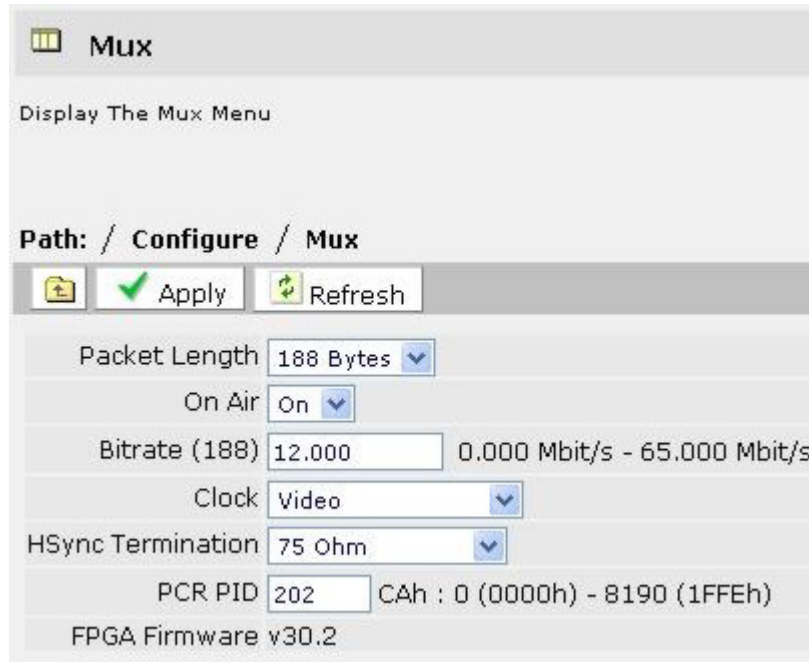 Mux
Display The Mux Menu
Path: / Configure / Mux
Apply Refresh
Packet Length 188 Bytes
On Air On
Bitrate (188) 12.000 0.000 Mbit/s - 65.000 Mbit/s
Clock Video
HSync Termination 75 Ohm
PCR PID 202 CAh : 0 (0000h) - 8190 (1FFEh)
FPGA Firmware v30.2